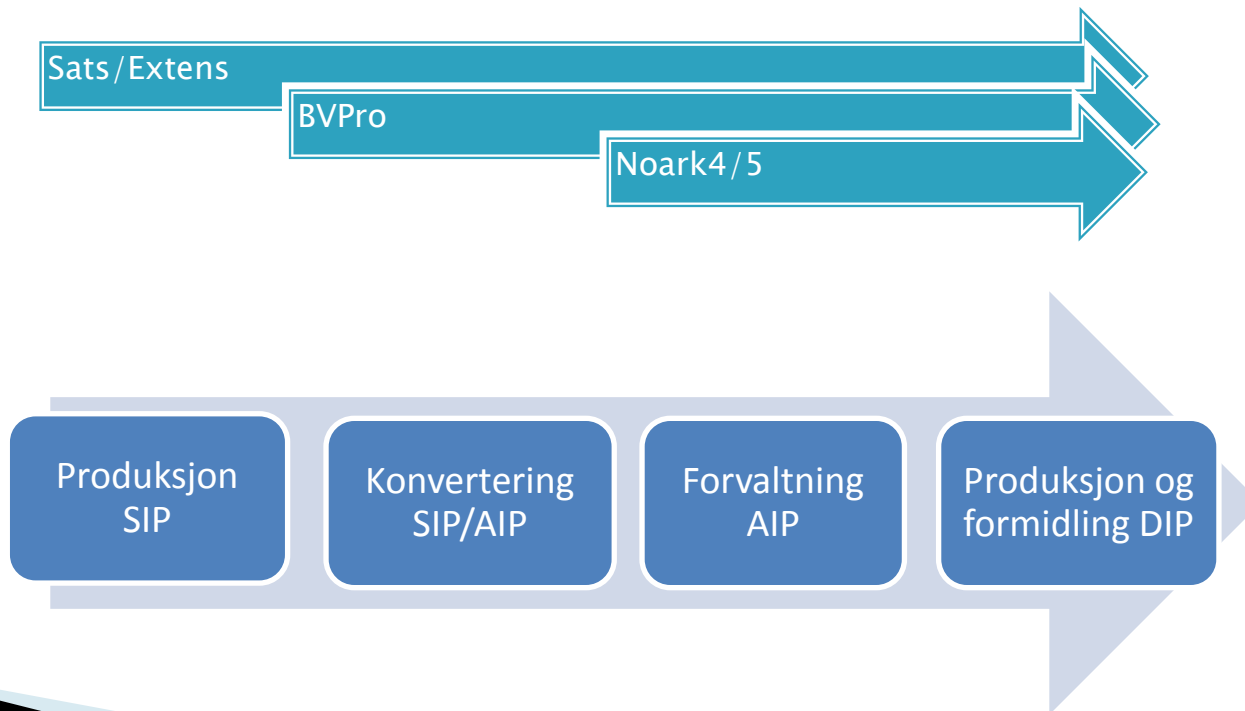 Sats/Extens
BVPro
Noark4/5
Produksjon
SIP
Konvertering
SIP/AIP
Forvaltning
AIP
Produksjon og
formidling DIP